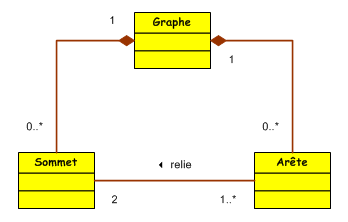 1
Graphe
1
0..*
0..*
Sommet
◄ relie
Arête
2
1..*